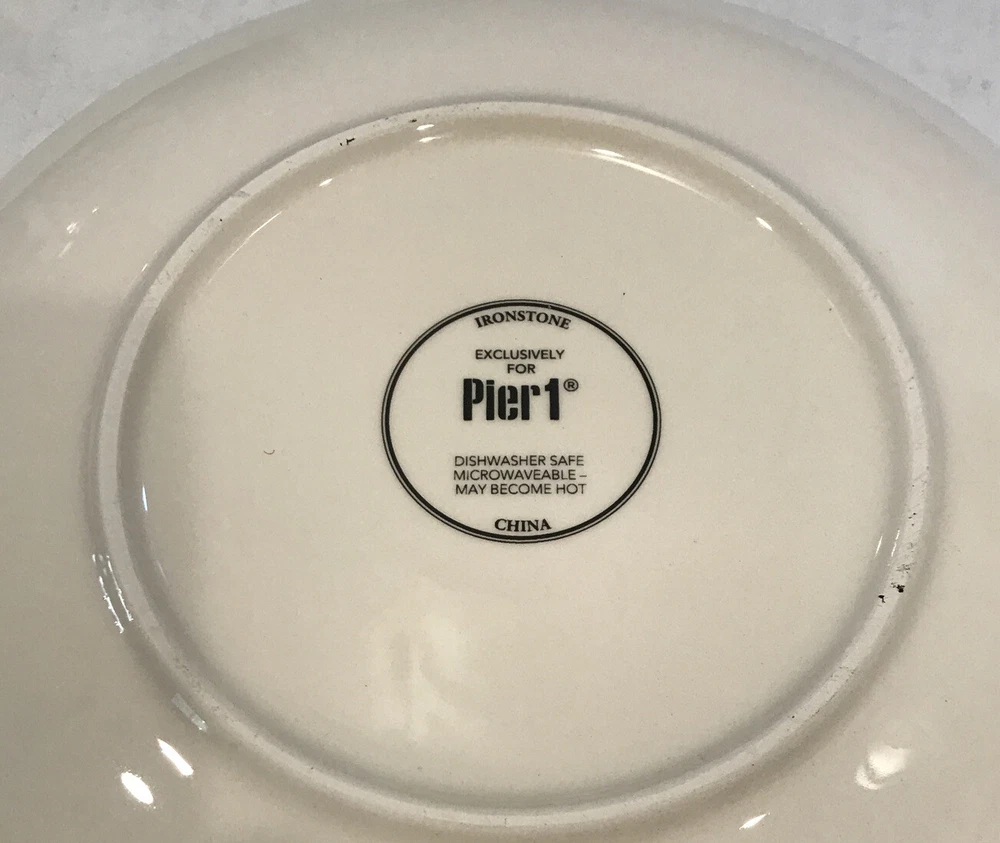 IRONSTONE
EXCLUSIVELY
FOR
Pier1®
DISHWASHER SAFE
MICROWAVEABLE –
MAY BECOME HOT
CHINA